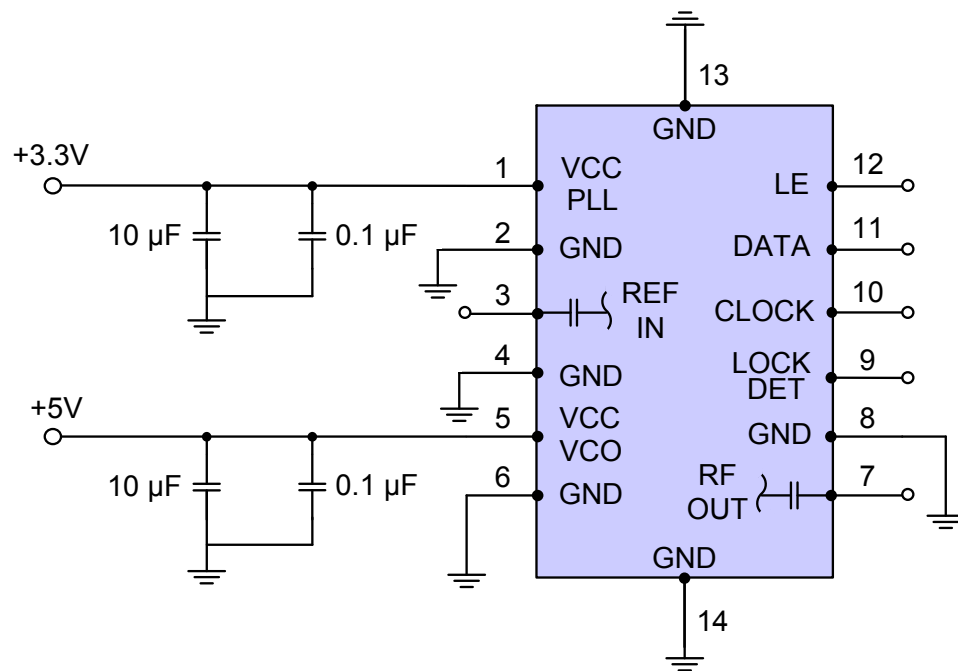 13
GND
+3.3V
1
VCC
PLL
12
LE
10 µF
0.1 µF
2
GND
DATA
11
3
REF
IN
CLOCK
10
4
GND
LOCK
DET
9
+5V
5
VCC
VCO
GND
8
10 µF
0.1 µF
6
GND
RF
OUT
7
GND
14